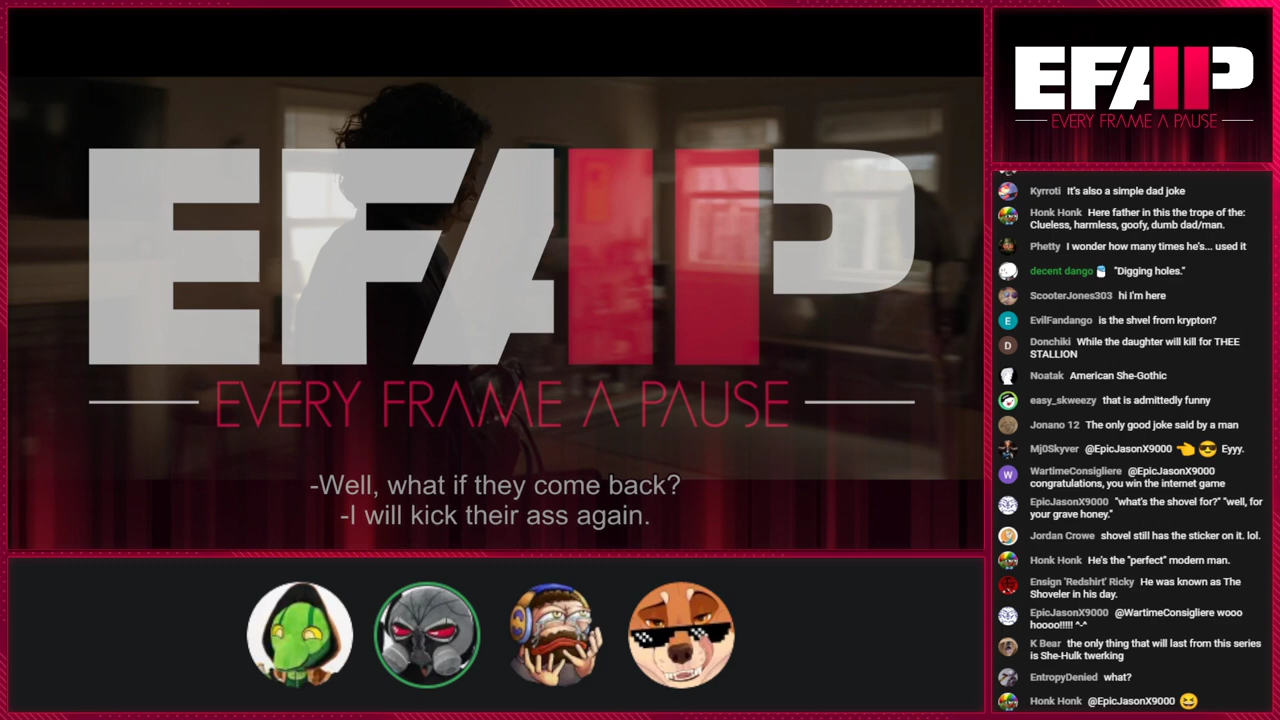 EFAP
EVERY FRAME A PAUSE
-Well, what if they come back?
-I will kick their ass again.
EFAP
EVERY FRAME A PAUSE
Kyrroti It's also a simple dad joke
Honk Honk Here father in this the trope of the:
Clueless, harmless, goofy, dumb dad/man.
Phetty I wonder how many times he's... used it
decent dango "Digging holes."
ScooterJones303 hi I'm here
E EvilFandango is the shvel from krypton?
D Donchiki While the daughter will kill for THEE
STALLION
Noatak American She-Gothic
easy_skweezy that is admittedly funny
Jonano 12 The only good joke said by a man
Mj0Skyver @EpicJasonX9000 👈 😎 Eyyy.
W WartimeConsigliere @EpicJasonX9000
congratulations, you win the internet game
EpicJasonX9000 "what's the shovel for?" "well, for
your grave honey."
Jordan Crowe shovel still has the sticker on it. lol.
Honk Honk He's the "perfect" modern man.
Ensign 'Redshirt' Ricky He was known as The
Shoveler in his day.
EpicJasonX9000 @WartimeConsigliere wooo
hoooo!!!!! ^-^
K Bear the only thing that will last from this series
is She-Hulk twerking
EntropyDenied what?
Honk Honk @EpicJasonX9000 😆